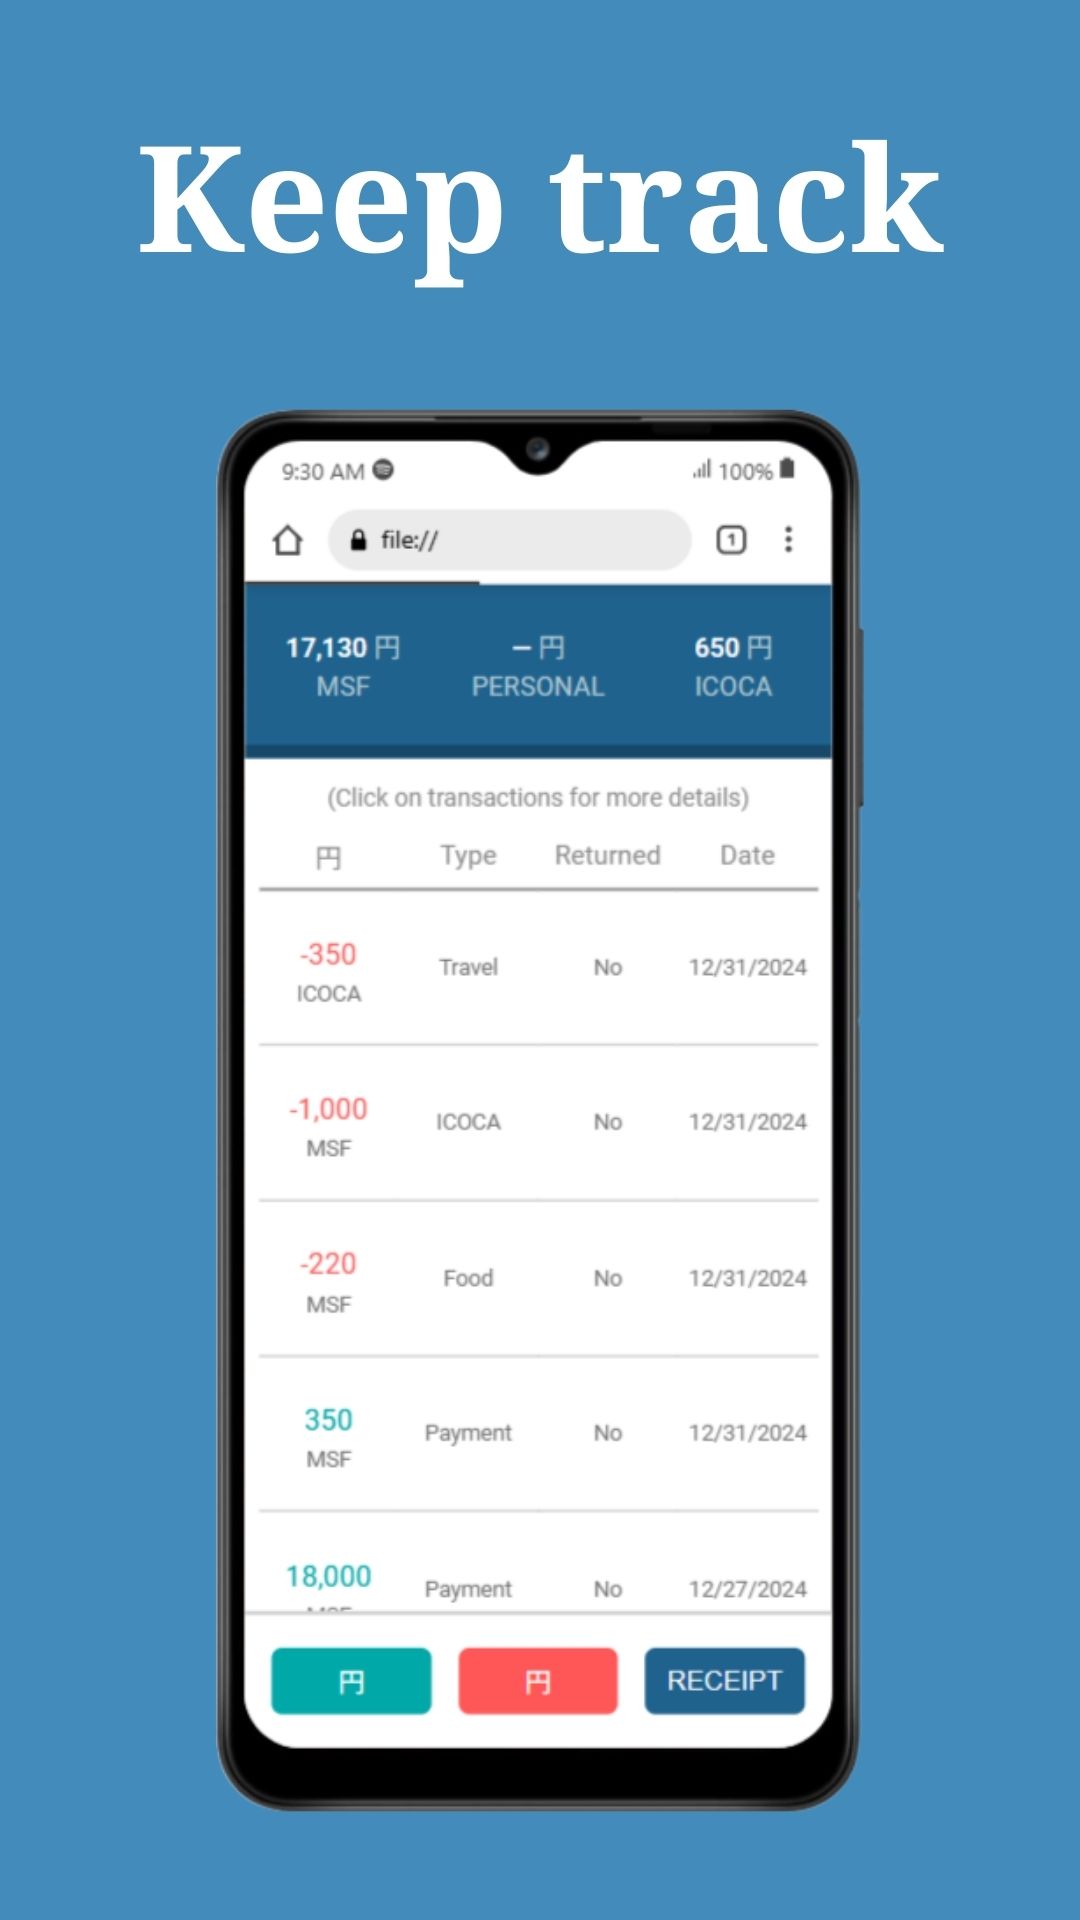 Keep track
9:30 AM 100%
file:// 1
17,130 円 – 円 650 円
MSF PERSONAL ICOCA
(Click on transactions for more details)
円 Type Returned Date
-350
ICOCA Travel No 12/31/2024
-1,000
MSF ICOCA No 12/31/2024
-220
MSF Food No 12/31/2024
350
MSF Payment No 12/31/2024
18,000
Payment No 12/27/2024
円 円 RECEIPT